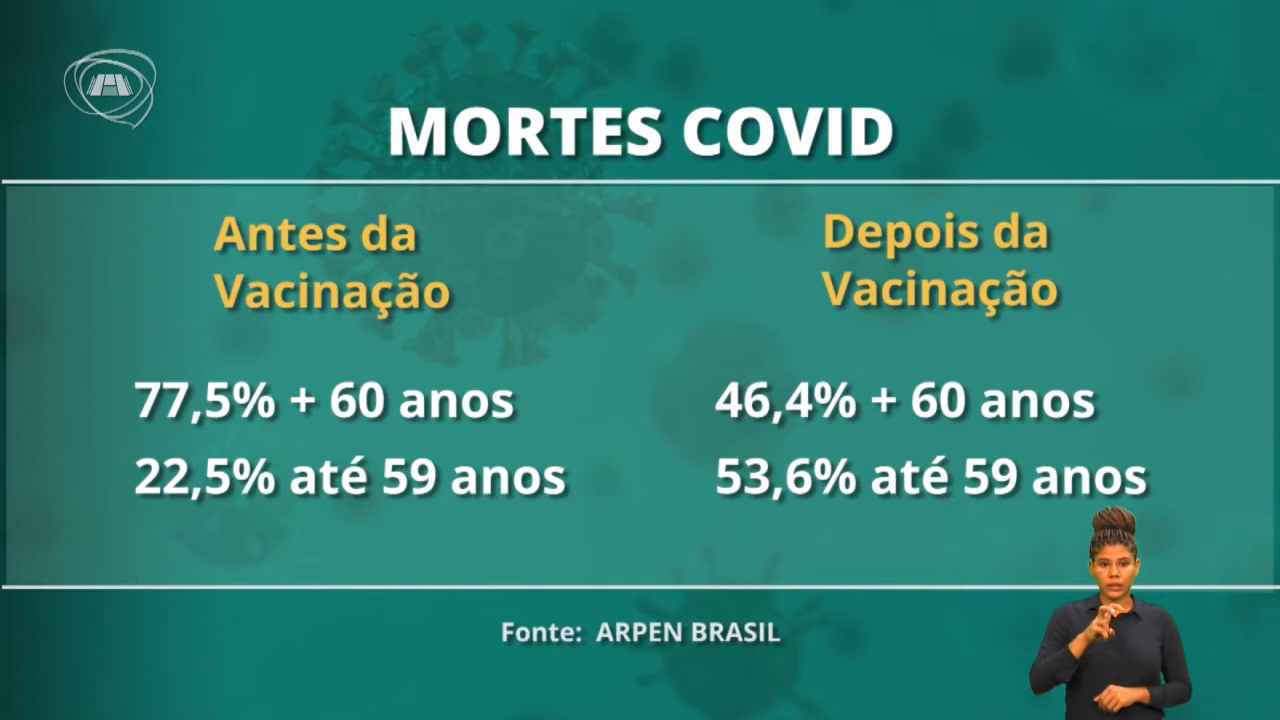 MORTES COVID
Antes da
Vacinação
77,5% + 60 anos
22,5% até 59 anos
Depois da
Vacinação
46,4% + 60 anos
53,6% até 59 anos
Fonte: ARPEN BRASIL